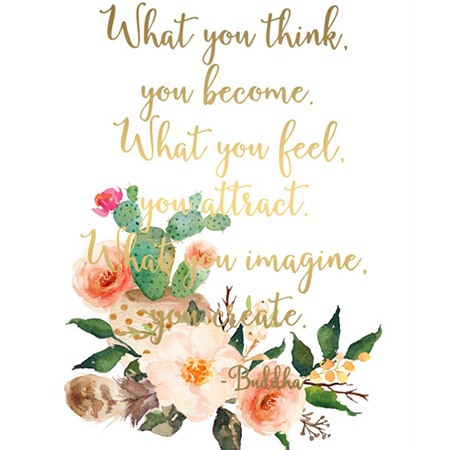 What you think,
you become.
What you feel,
you attract.
What you imagine,
you create.
-Buddha